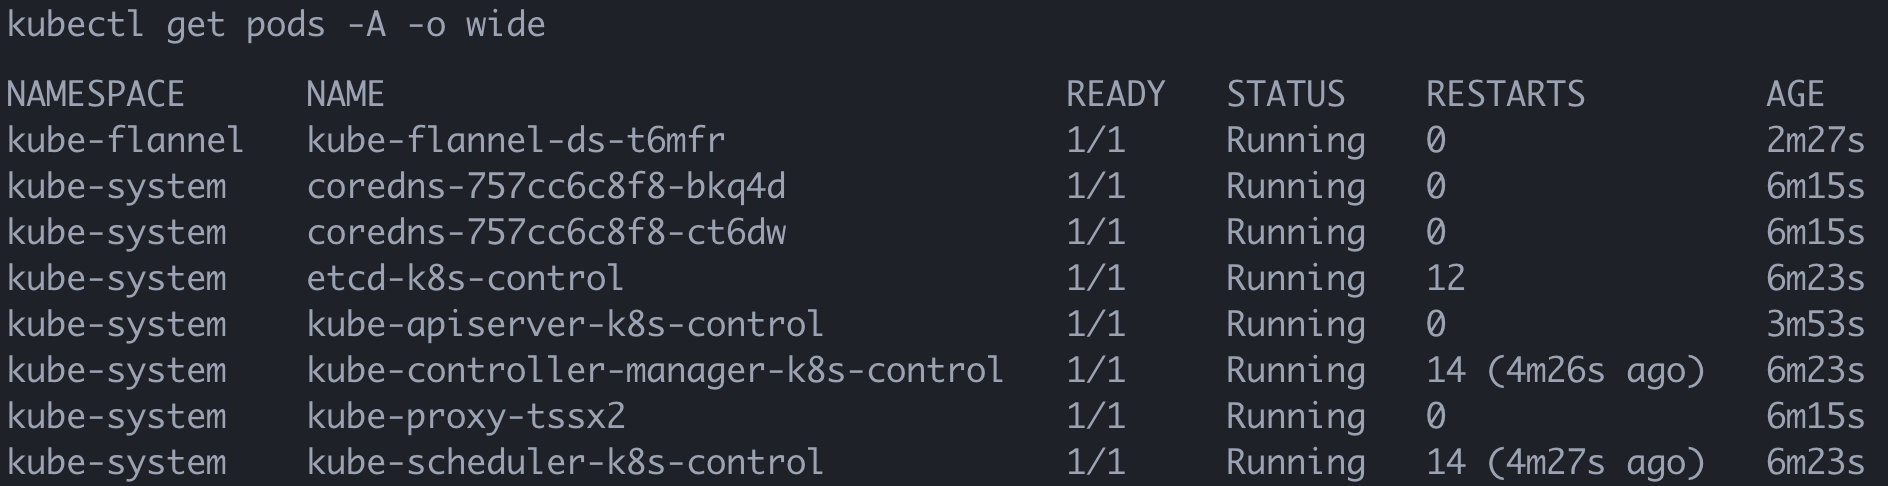 kubectl get pods -A -o wide
NAMESPACE NAME READY STATUS RESTARTS AGE
kube-flannel kube-flannel-ds-t6mfr 1/1 Running 0 2m27s
kube-system coredns-757cc6c8f8-bkq4d 1/1 Running 0 6m15s
kube-system coredns-757cc6c8f8-ct6dw 1/1 Running 0 6m15s
kube-system etcd-k8s-control 1/1 Running 12 6m23s
kube-system kube-apiserver-k8s-control 1/1 Running 0 3m53s
kube-system kube-controller-manager-k8s-control 1/1 Running 14 (4m26s ago) 6m23s
kube-system kube-proxy-tssx2 1/1 Running 0 6m15s
kube-system kube-scheduler-k8s-control 1/1 Running 14 (4m27s ago) 6m23s